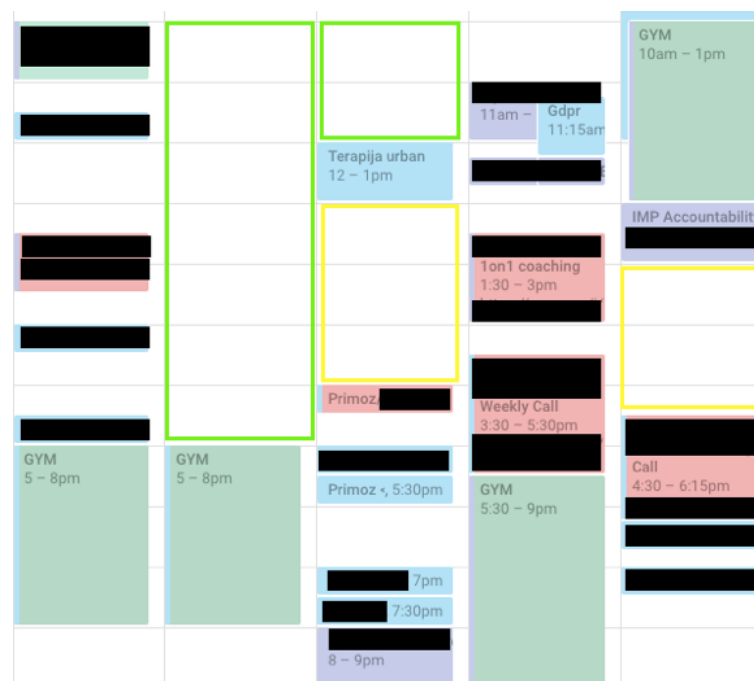 GYM
5 – 8pm
GYM
5 – 8pm
Terapija urban
12 – 1pm
Primoz/
Primoz <, 5:30pm
7pm
7:30pm
8 – 9pm
11am –
Gdpr
11:15am
1on1 coaching
1:30 – 3pm
Weekly Call
3:30 – 5:30pm
GYM
5:30 – 9pm
GYM
10am – 1pm
IMP Accountabilit
Call
4:30 – 6:15pm